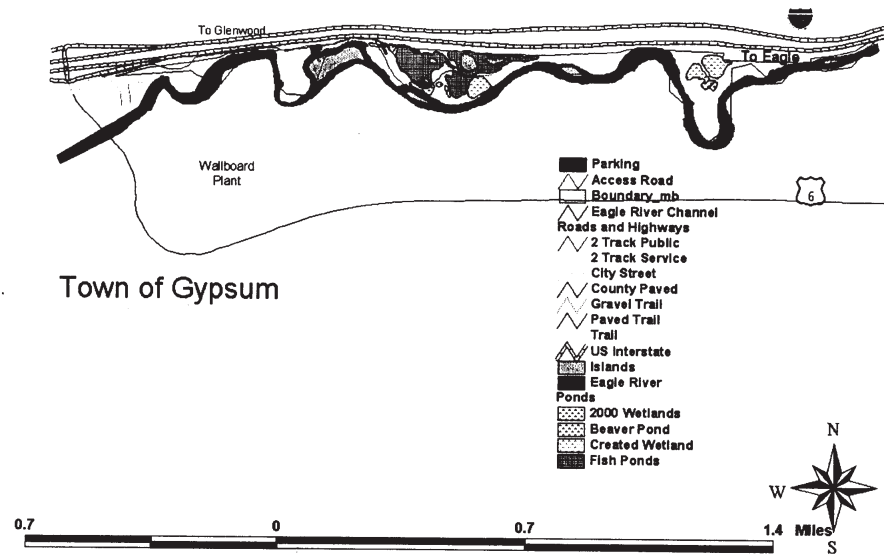 To Glenwood
To Eagle
Wallboard
Plant
6
Town of Gypsum
Parking
Access Road
Boundary_mb
Eagle River Channel
Roads and Highways
2 Track Public
2 Track Service
City Street
County Paved
Gravel Trail
Paved Trail
Trail
US Interstate
Islands
Eagle River
Ponds
2000 Wetlands
Beaver Pond
Created Wetland
Fish Ponds
N
W
S
0.7 0 0.7 1.4 Miles